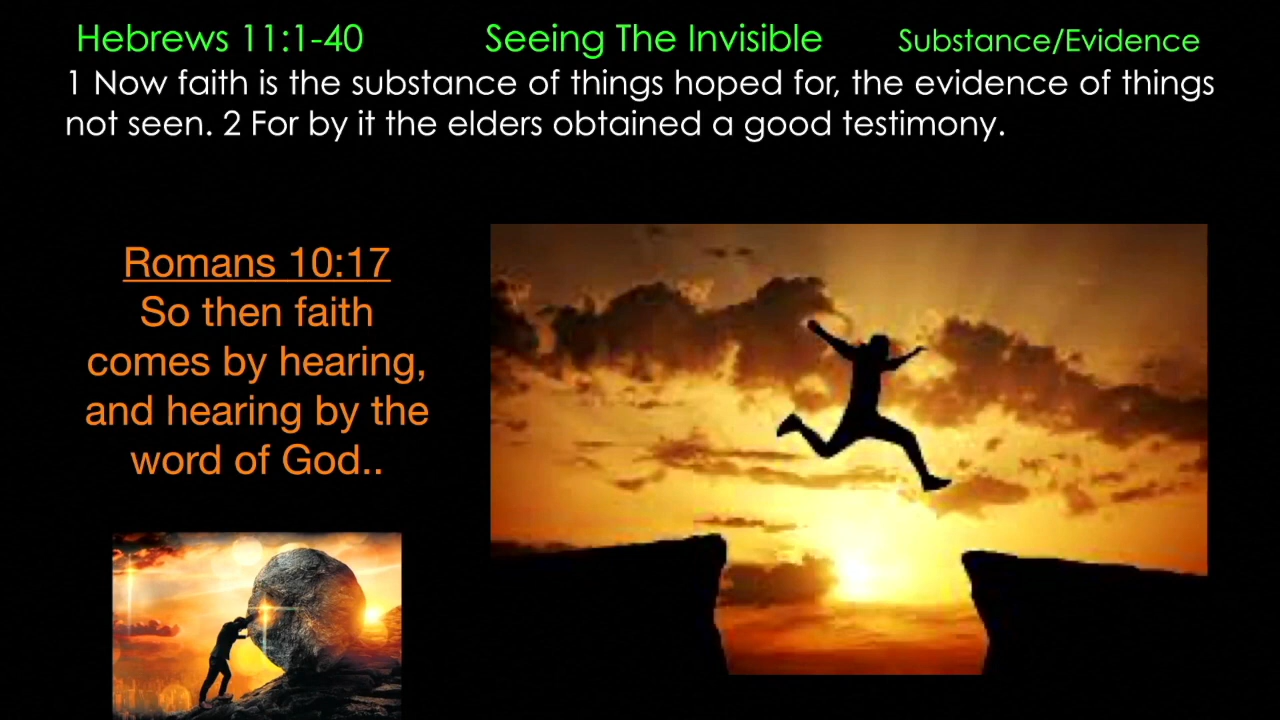 Hebrews 11:1-40 Seeing The Invisible Substance/Evidence
1 Now faith is the substance of things hoped for, the evidence of things
not seen. 2 For by it the elders obtained a good testimony.
Romans 10:17
So then faith
comes by hearing,
and hearing by the
word of God..